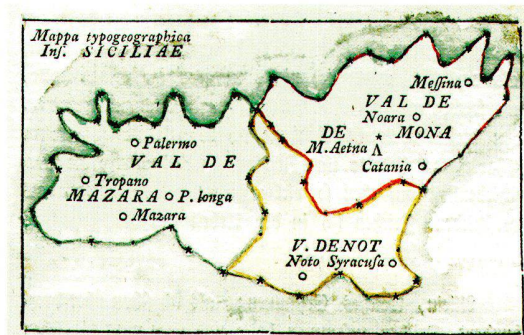 Mappa typogeographica
Inſ. SICILIAE
Meſſina
VAL DE
Noara
DE MONA
M. Aetna
Catania
Palermo
VAL DE
Tropano
MAZARA P. longa
Mazara
V. DENOT
Noto Syracuſa